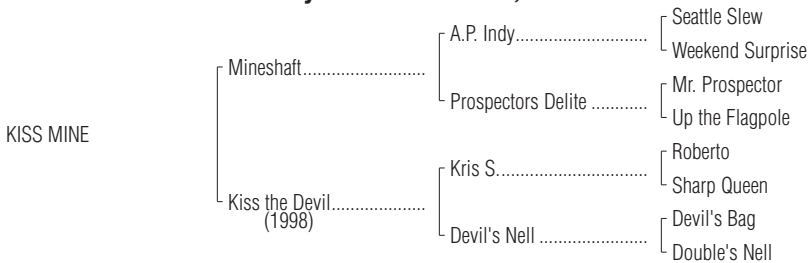 Seattle Slew
A.P. Indy..............................
Weekend Surprise
Mineshaft...........................
Mr. Prospector
Prospectors Delite .............
Up the Flagpole
KISS MINE
Roberto
Kris S..................................
Sharp Queen
Kiss the Devil.....................
(1998)
Devil's Bag
Devil's Nell ........................
Double's Nell